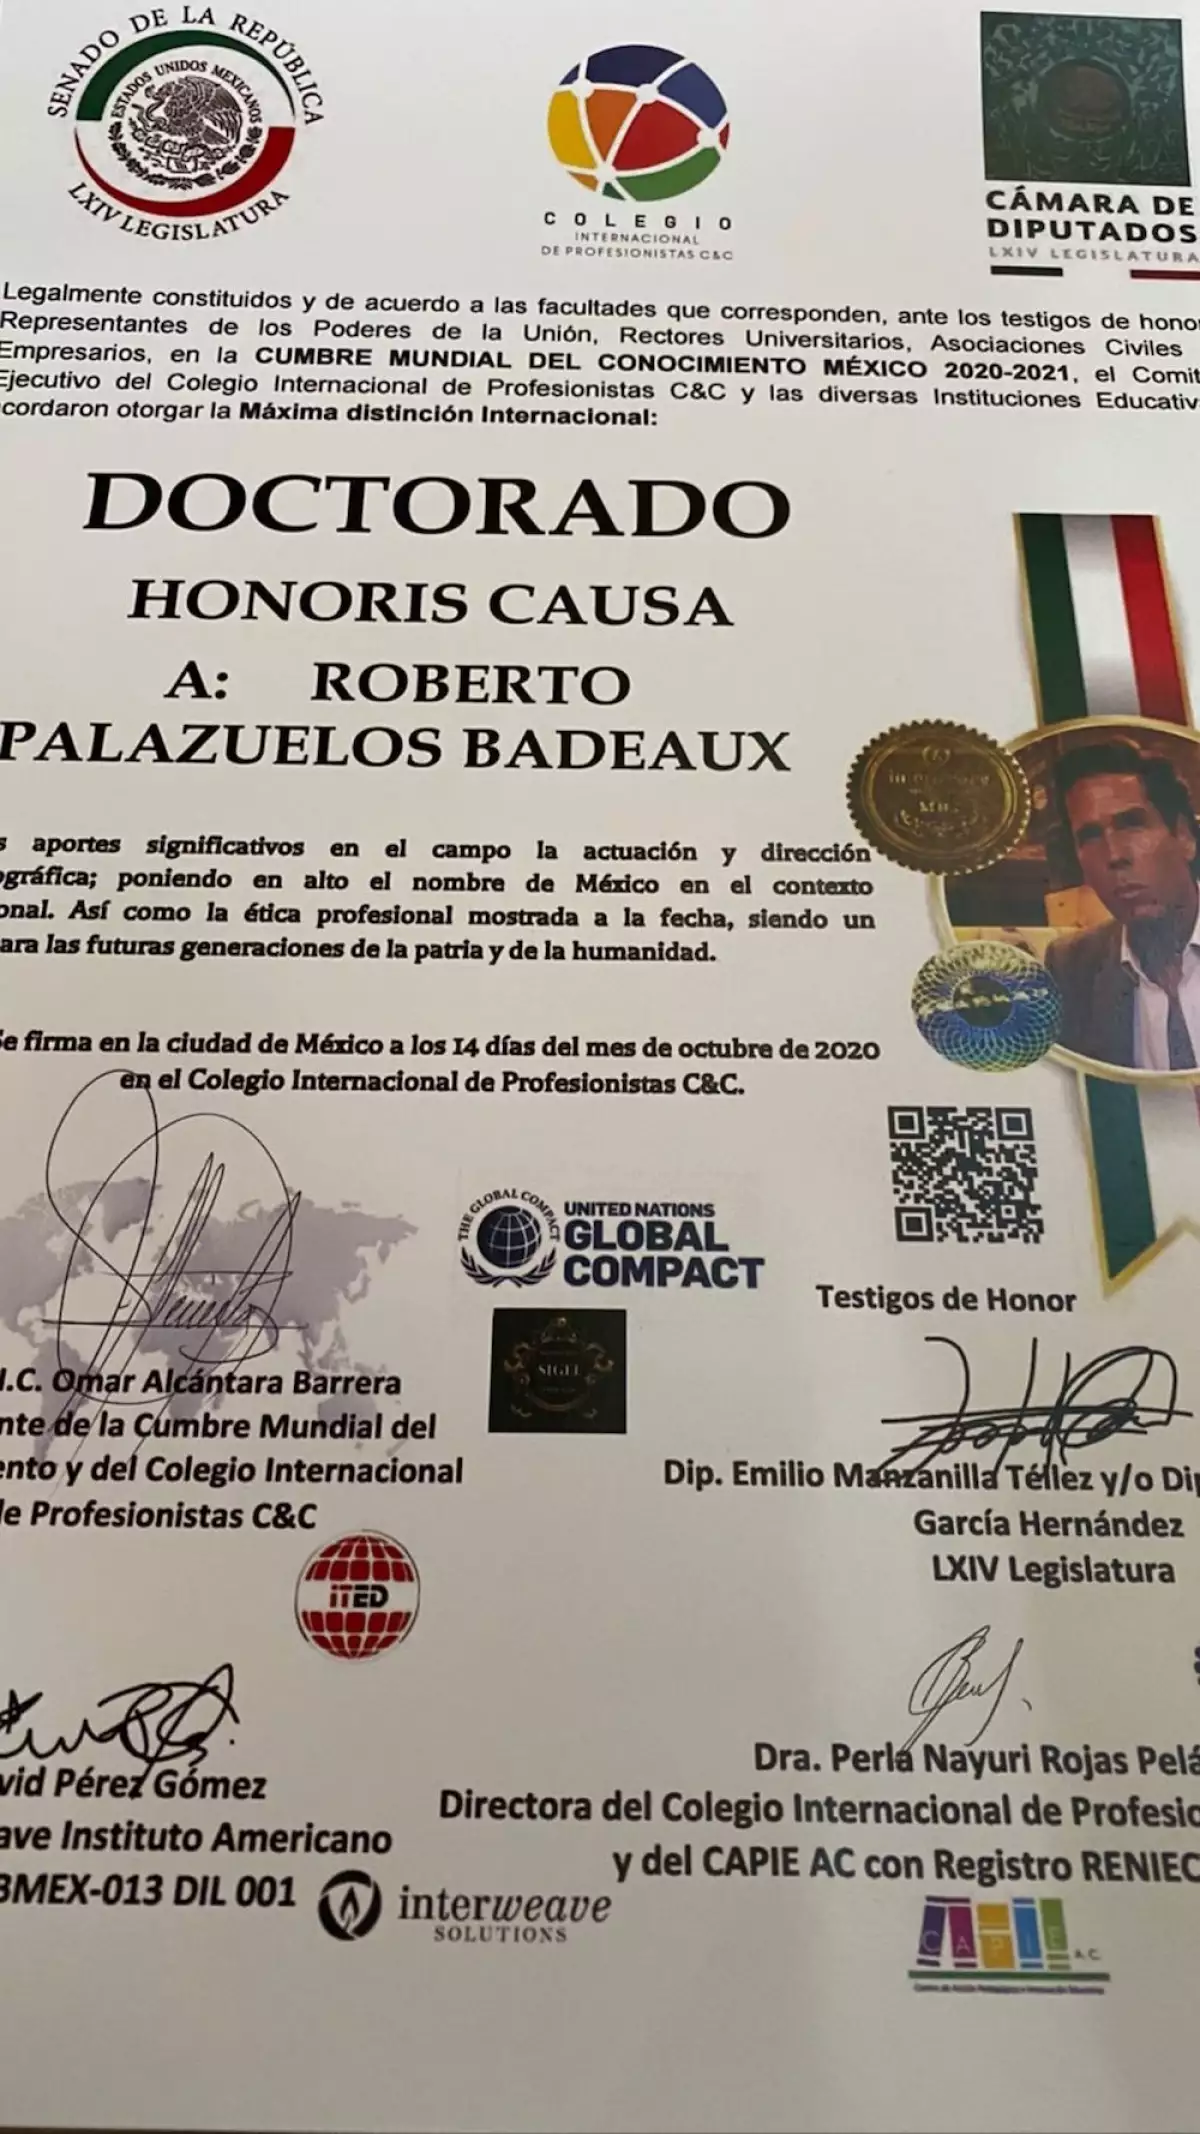 SENADO DE LA REPÚBLICA
ESTADOS UNIDOS MEXICANOS
LXIV LEGISLATURA
COLEGIO
INTERNACIONAL
DE PROFESIONISTAS C&C
CÁMARA DE
DIPUTADOS
LXIV LEGISLATURA
Legalmente constituidos y de acuerdo a las facultades que corresponden, ante los testigos de honor
Representantes de los Poderes de la Unión, Rectores Universitarios, Asociaciones Civiles
Empresarios, en la CUMBRE MUNDIAL DEL CONOCIMIENTO MÉXICO 2020-2021, el Comit
Ejecutivo del Colegio Internacional de Profesionistas C&C y las diversas Instituciones Educativ
cordaron otorgar la Máxima distinción Internacional:
DOCTORADO
HONORIS CAUSA
A: ROBERTO
PALAZUELOS BADEAUX
s aportes significativos en el campo la actuación y dirección
ográfica; poniendo en alto el nombre de México en el contexto
onal. Así como la ética profesional mostrada a la fecha, siendo un
ara las futuras generaciones de la patria y de la humanidad.
Se firma en la ciudad de México a los 14 días del mes de octubre de 2020
en el Colegio Internacional de Profesionistas C&C.
THE GLOBAL COMPACT
UNITED NATIONS
GLOBAL
COMPACT
Testigos de Honor
SIGEL
.C. Omar Alcántara Barrera
nte de la Cumbre Mundial del
ento y del Colegio Internacional
de Profesionistas C&C
Dip. Emilio Manzanilla Téllez y/o Dip
García Hernández
LXIV Legislatura
iTED
vid Pérez Gómez
ave Instituto Americano
BMEX-013 DIL 001
interweave
SOLUTIONS
Dra. Perla Nayuri Rojas Pelá
Directora del Colegio Internacional de Profesio
y del CAPIE AC con Registro RENIEC
CAPIE A.C.